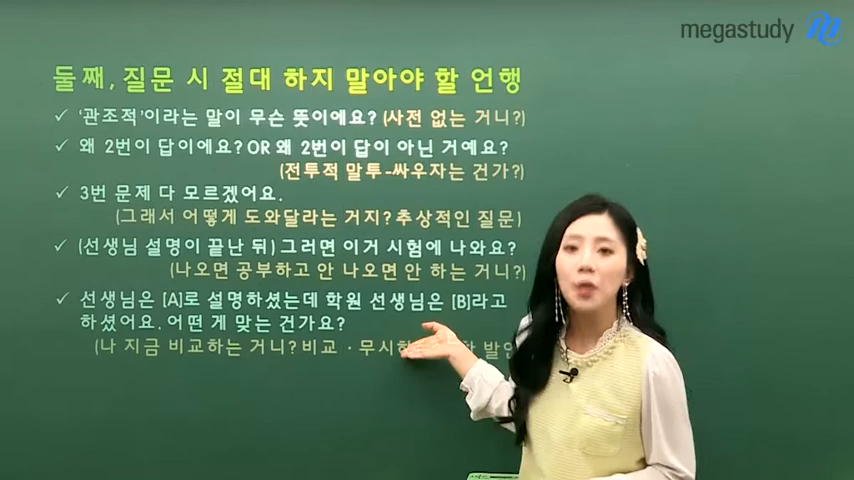 megastudy
둘째, 질문 시 절대 하지 말아야 할 언행
✓ '관조적'이라는 말이 무슨 뜻이에요? (사전 없는 거니?)
✓ 왜 2번이 답이에요? OR 왜 2번이 답이 아닌 거예요?
(전투적 말투-싸우자는 건가?)
✓ 3번 문제 다 모르겠어요.
(그래서 어떻게 도와달라는 거지? 추상적인 질문)
✓ (선생님 설명이 끝난 뒤) 그러면 이거 시험에 나와요?
(나오면 공부하고 안 나오면 안 하는 거니?)
✓ 선생님은 [A]로 설명하셨는데 학원 선생님은 [B]라고
하셨어요. 어떤 게 맞는 건가요?
(나 지금 비교하는 거니? 비교 · 무시